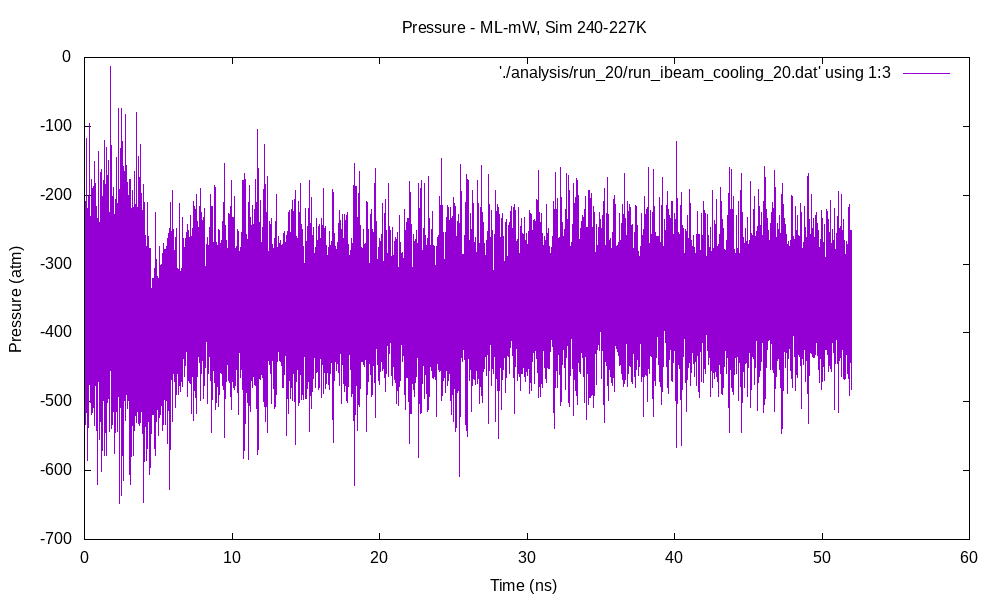 Pressure - ML-mW, Sim 240-227K
'./analysis/run_20/run_ibeam_cooling_20.dat' using 1:3
0
-100
-200
-300
-400
-500
-600
-700
Pressure (atm)
0 10 20 30 40 50 60
Time (ns)